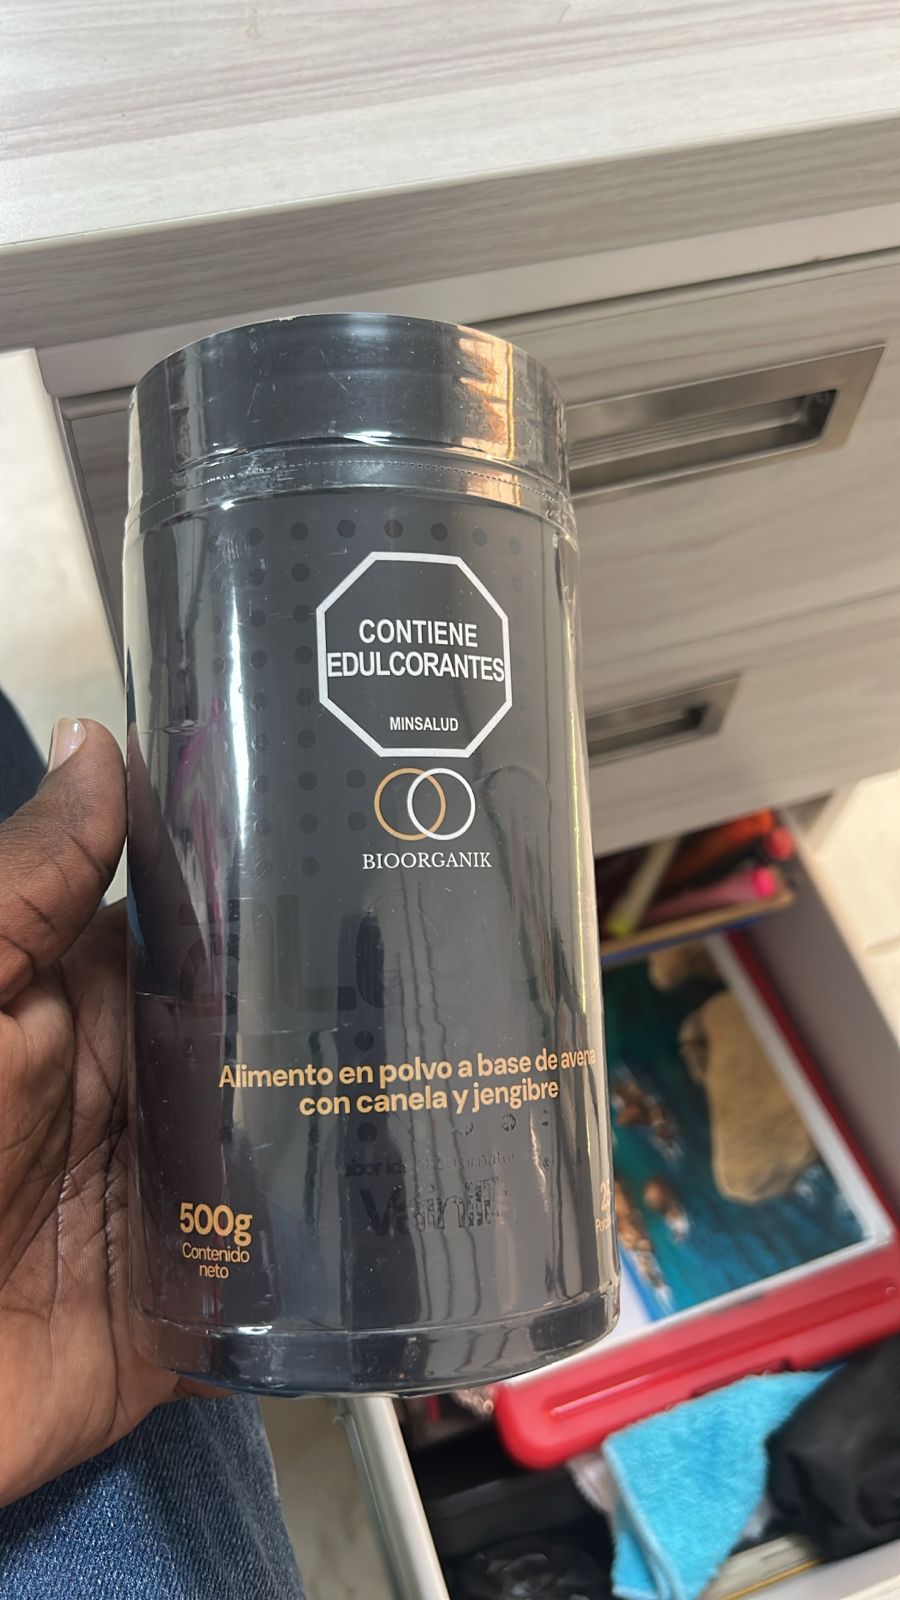 CONTIENE
EDULCORANTES
MINSALUD
BIOORGANIK
Alimento en polvo a base de avena
con canela y jengibre
500g
Contenido
neto